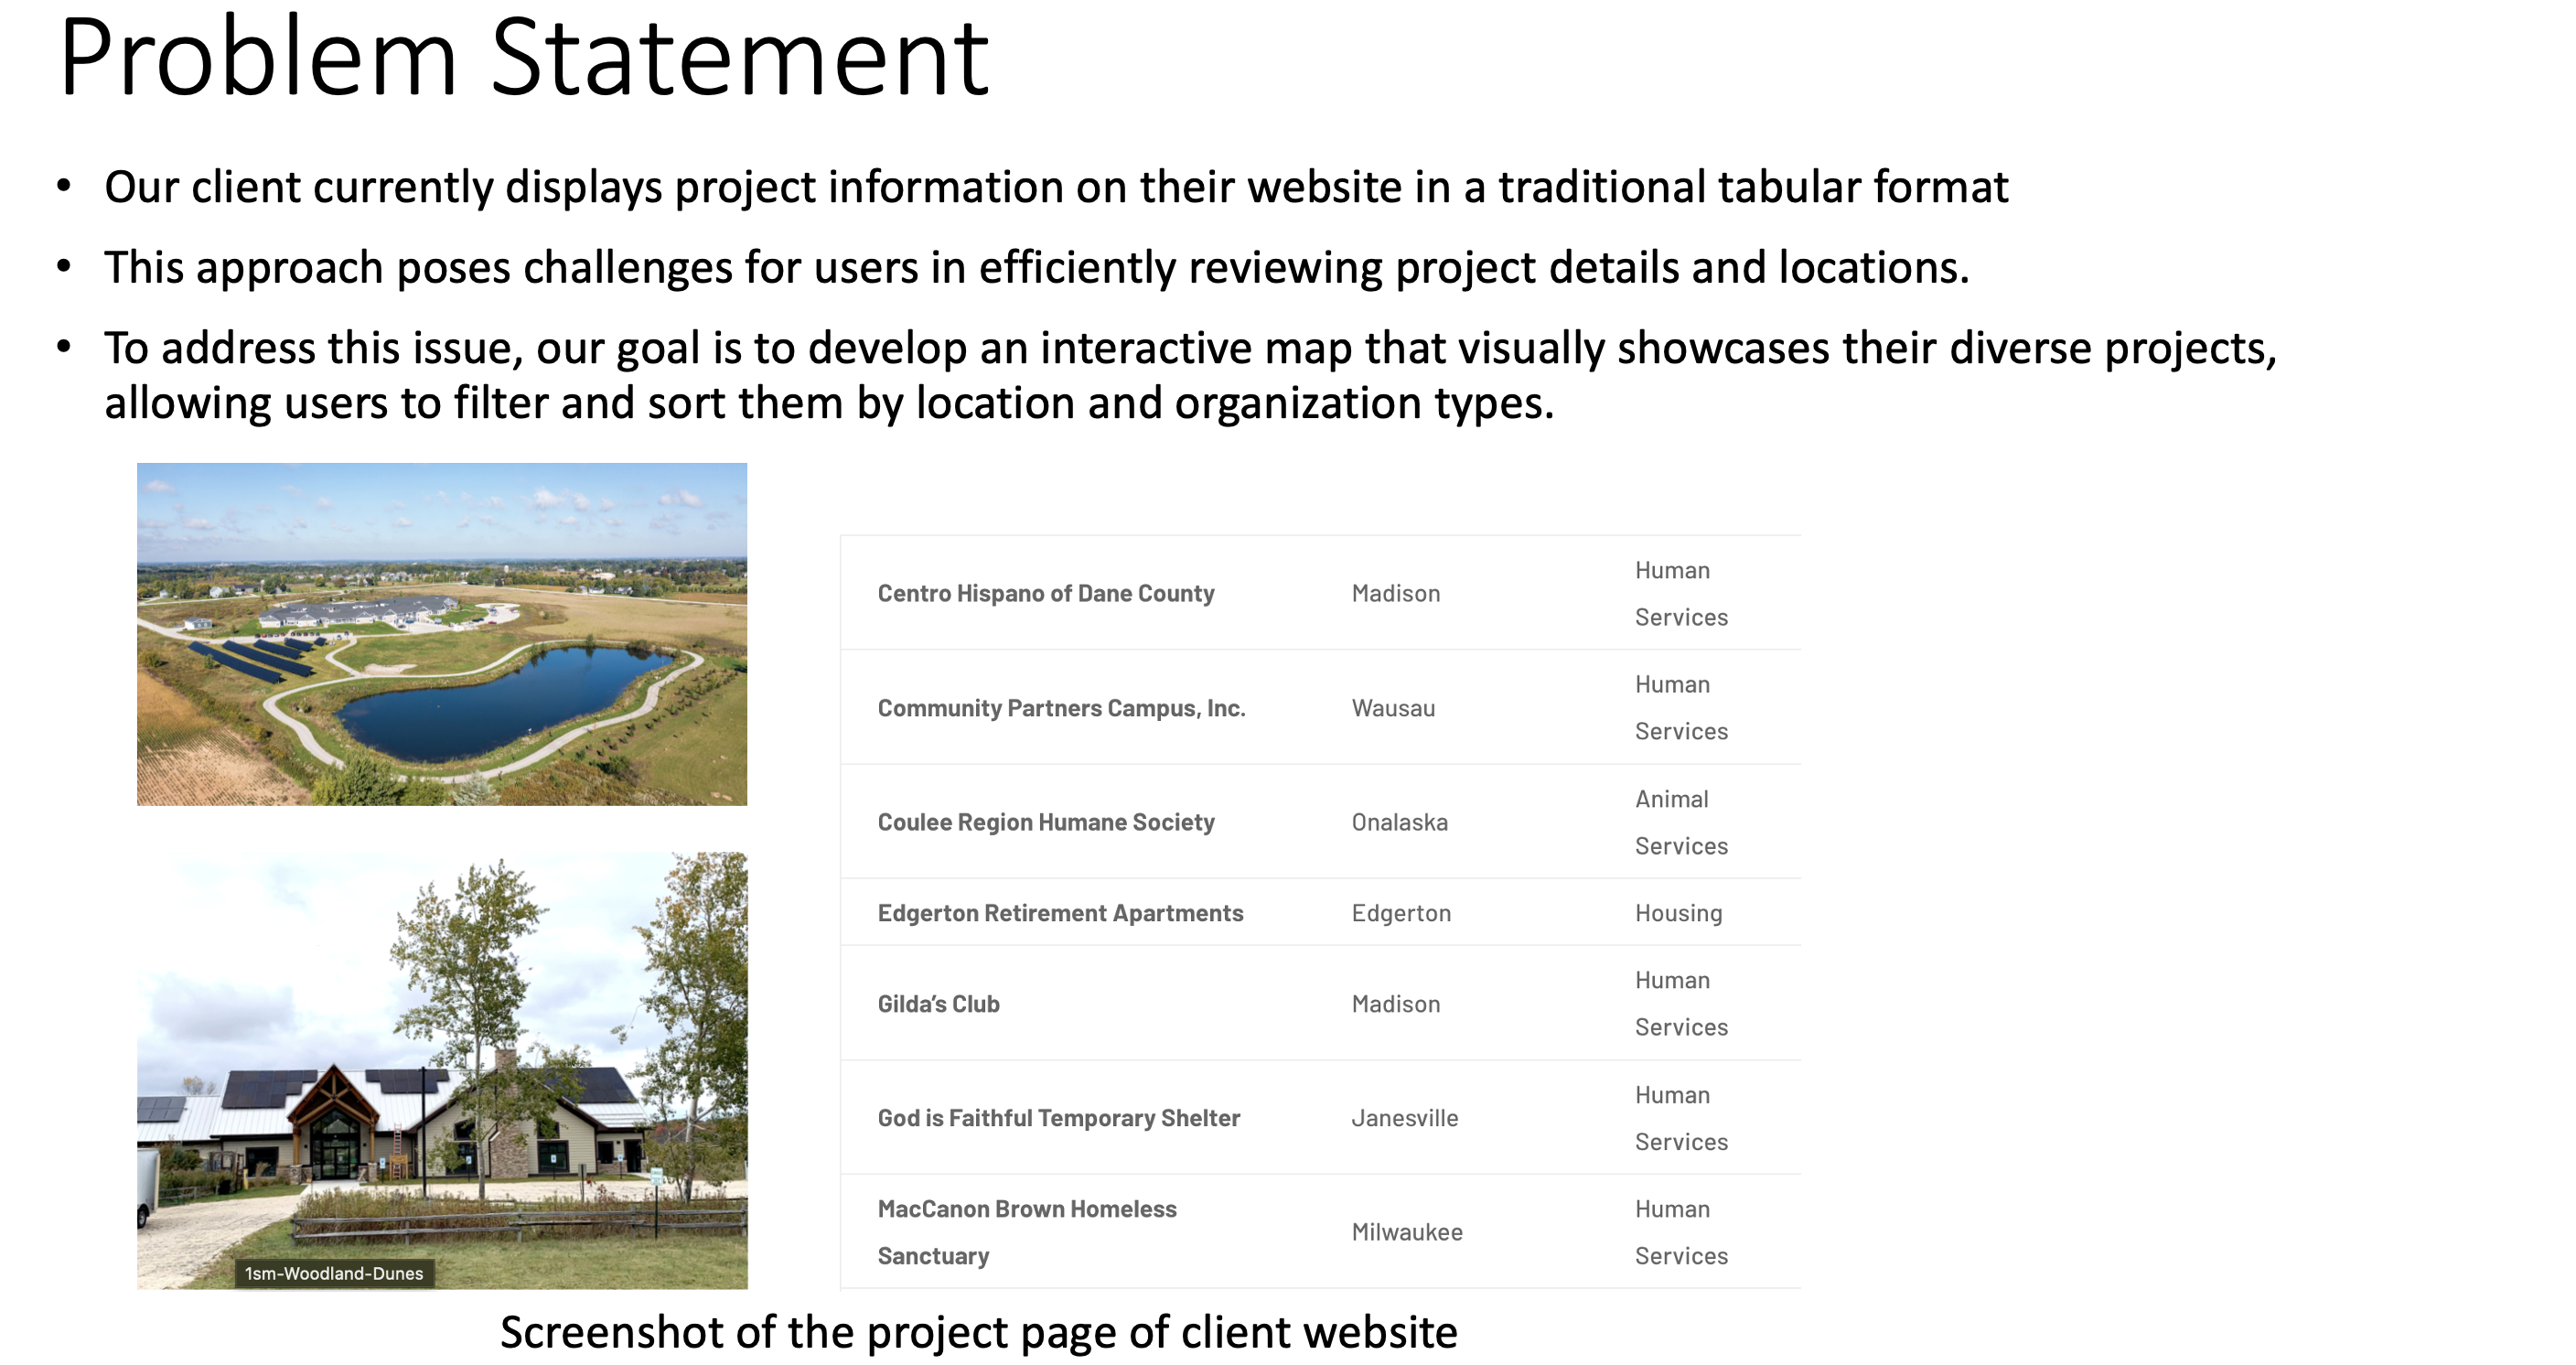 Problem Statement
• Our client currently displays project information on their website in a traditional tabular format
• This approach poses challenges for users in efficiently reviewing project details and locations.
• To address this issue, our goal is to develop an interactive map that visually showcases their diverse projects,
allowing users to filter and sort them by location and organization types.
Centro Hispano of Dane County Madison Human
Services
Community Partners Campus, Inc. Wausau Human
Services
Coulee Region Humane Society Onalaska Animal
Services
Edgerton Retirement Apartments Edgerton Housing
Gilda’s Club Madison Human
Services
God is Faithful Temporary Shelter Janesville Human
Services
MacCanon Brown Homeless
Sanctuary Milwaukee Human
Services
1sm-Woodland-Dunes
Screenshot of the project page of client website